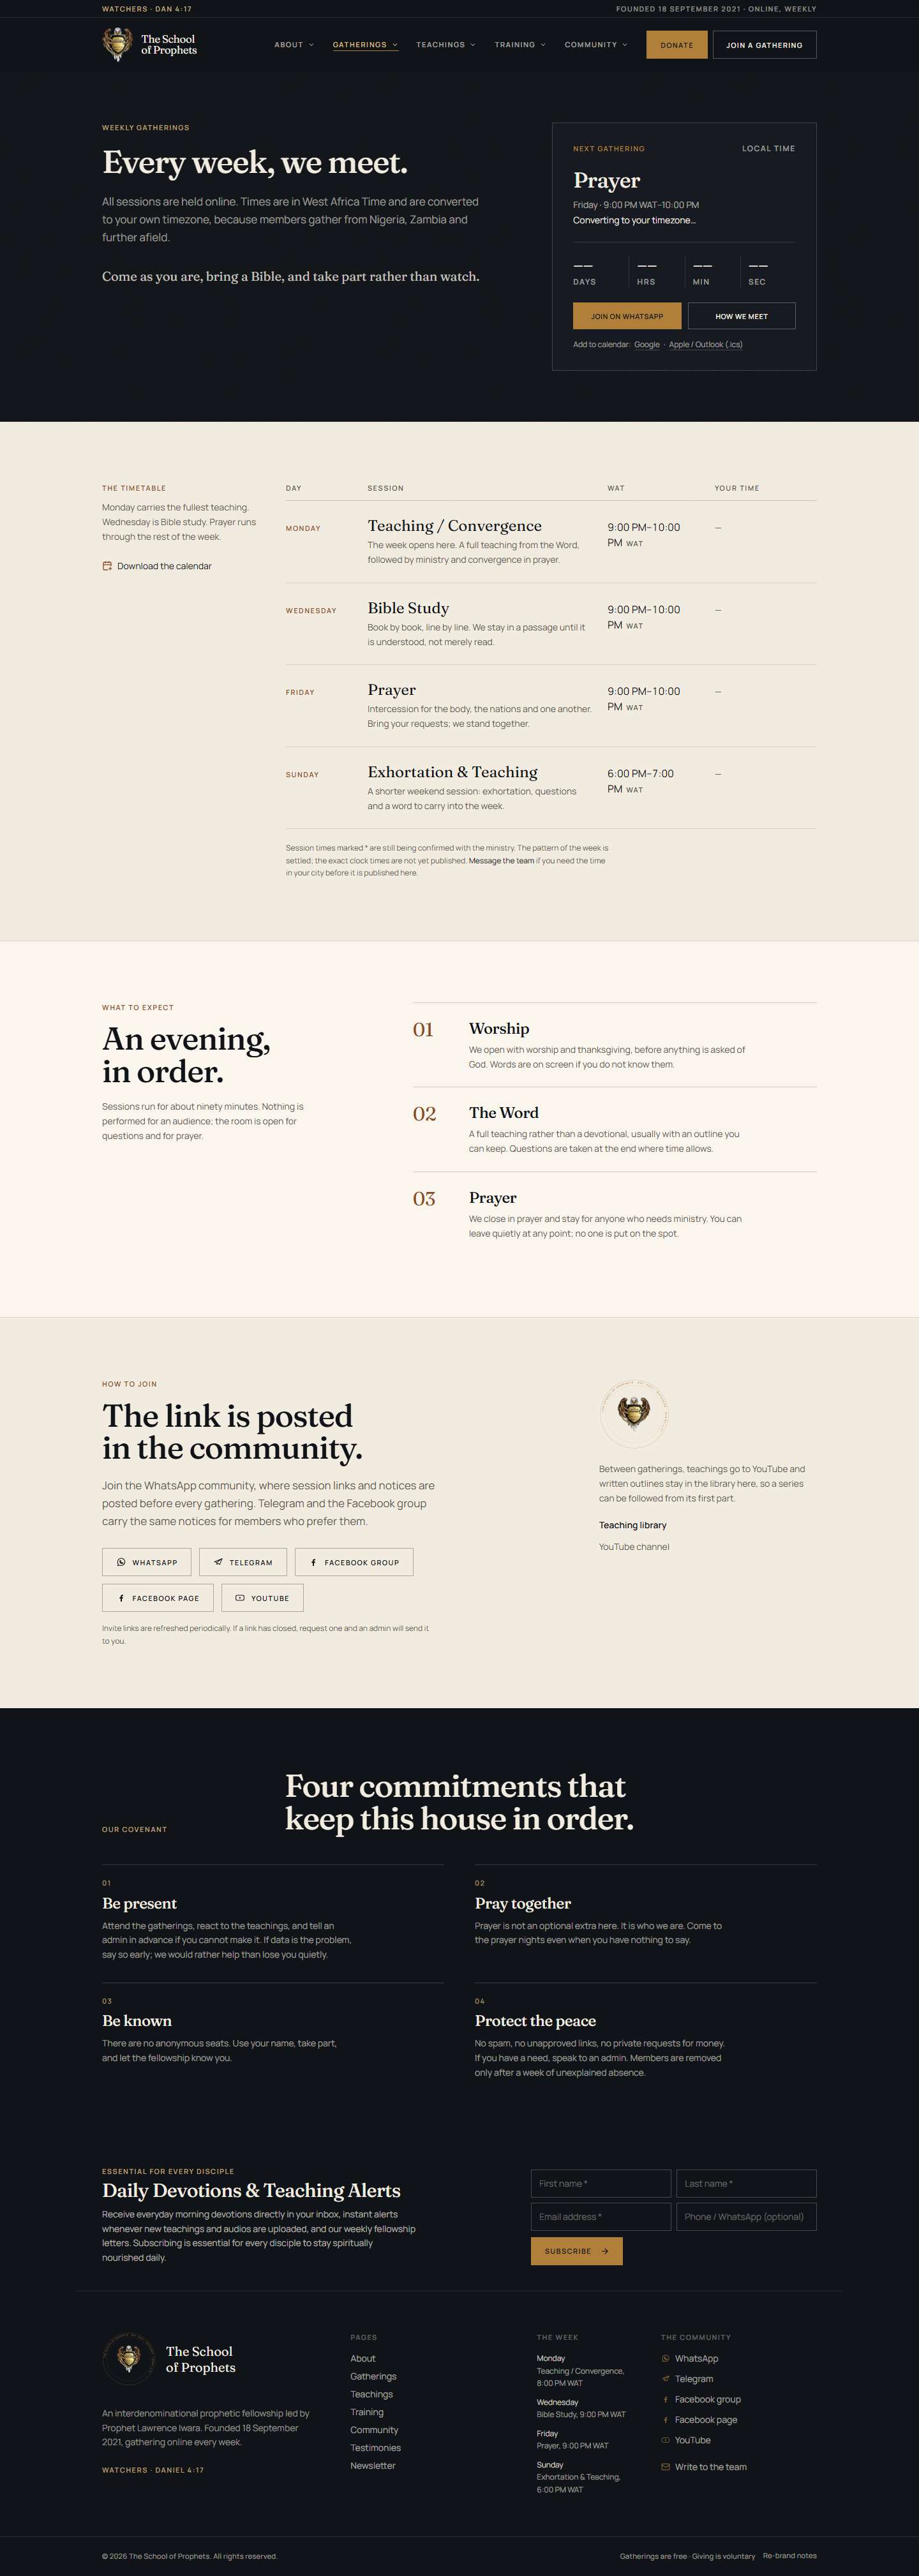 WATCHERS · DAN 4:17
FOUNDED 18 SEPTEMBER 2021 · ONLINE, WEEKLY
The School
of Prophets
ABOUT
GATHERINGS
TEACHINGS
TRAINING
COMMUNITY
DONATE
JOIN A GATHERING
WEEKLY GATHERINGS
Every week, we meet.
All sessions are held online. Times are in West Africa Time and are converted
to your own timezone, because members gather from Nigeria, Zambia and
further afield.
Come as you are, bring a Bible, and take part rather than watch.
NEXT GATHERING
LOCAL TIME
Prayer
Friday · 9:00 PM WAT–10:00 PM
Converting to your timezone…
—— —— —— ——
DAYS HRS MIN SEC
JOIN ON WHATSAPP
HOW WE MEET
Add to calendar: Google · Apple / Outlook (.ics)
THE TIMETABLE
Monday carries the fullest teaching.
Wednesday is Bible study. Prayer runs
through the rest of the week.
Download the calendar
DAY SESSION WAT YOUR TIME
MONDAY
Teaching / Convergence
The week opens here. A full teaching from the Word,
followed by ministry and convergence in prayer.
9:00 PM–10:00
PM WAT
—
WEDNESDAY
Bible Study
Book by book, line by line. We stay in a passage until it
is understood, not merely read.
9:00 PM–10:00
PM WAT
—
FRIDAY
Prayer
Intercession for the body, the nations and one another.
Bring your requests; we stand together.
9:00 PM–10:00
PM WAT
—
SUNDAY
Exhortation & Teaching
A shorter weekend session: exhortation, questions
and a word to carry into the week.
6:00 PM–7:00
PM WAT
—
Session times marked * are still being confirmed with the ministry. The pattern of the week is
settled; the exact clock times are not yet published. Message the team if you need the time
in your city before it is published here.
WHAT TO EXPECT
An evening,
in order.
Sessions run for about ninety minutes. Nothing is
performed for an audience; the room is open for
questions and for prayer.
01
Worship
We open with worship and thanksgiving, before anything is asked of
God. Words are on screen if you do not know them.
02
The Word
A full teaching rather than a devotional, usually with an outline you
can keep. Questions are taken at the end where time allows.
03
Prayer
We close in prayer and stay for anyone who needs ministry. You can
leave quietly at any point; no one is put on the spot.
HOW TO JOIN
The link is posted
in the community.
Join the WhatsApp community, where session links and notices are
posted before every gathering. Telegram and the Facebook group
carry the same notices for members who prefer them.
WHATSAPP
TELEGRAM
FACEBOOK GROUP
FACEBOOK PAGE
YOUTUBE
Invite links are refreshed periodically. If a link has closed, request one and an admin will send it
to you.
Between gatherings, teachings go to YouTube and
written outlines stay in the library here, so a series
can be followed from its first part.
Teaching library
YouTube channel
OUR COVENANT
Four commitments that
keep this house in order.
01
Be present
Attend the gatherings, react to the teachings, and tell an
admin in advance if you cannot make it. If data is the problem,
say so early; we would rather help than lose you quietly.
02
Pray together
Prayer is not an optional extra here. It is who we are. Come to
the prayer nights even when you have nothing to say.
03
Be known
There are no anonymous seats. Use your name, take part,
and let the fellowship know you.
04
Protect the peace
No spam, no unapproved links, no private requests for money.
If you have a need, speak to an admin. Members are removed
only after a week of unexplained absence.
ESSENTIAL FOR EVERY DISCIPLE
Daily Devotions & Teaching Alerts
Receive everyday morning devotions directly in your inbox, instant alerts
whenever new teachings and audios are uploaded, and our weekly fellowship
letters. Subscribing is essential for every disciple to stay spiritually
nourished daily.
First name *
Last name *
Email address *
Phone / WhatsApp (optional)
SUBSCRIBE
The School
of Prophets
An interdenominational prophetic fellowship led by
Prophet Lawrence Iwara. Founded 18 September
2021, gathering online every week.
WATCHERS · DANIEL 4:17
PAGES
About
Gatherings
Teachings
Training
Community
Testimonies
Newsletter
THE WEEK
Monday
Teaching / Convergence,
8:00 PM WAT
Wednesday
Bible Study, 9:00 PM WAT
Friday
Prayer, 9:00 PM WAT
Sunday
Exhortation & Teaching,
6:00 PM WAT
THE COMMUNITY
WhatsApp
Telegram
Facebook group
Facebook page
YouTube
Write to the team
© 2026 The School of Prophets. All rights reserved.
Gatherings are free · Giving is voluntary
Re-brand notes